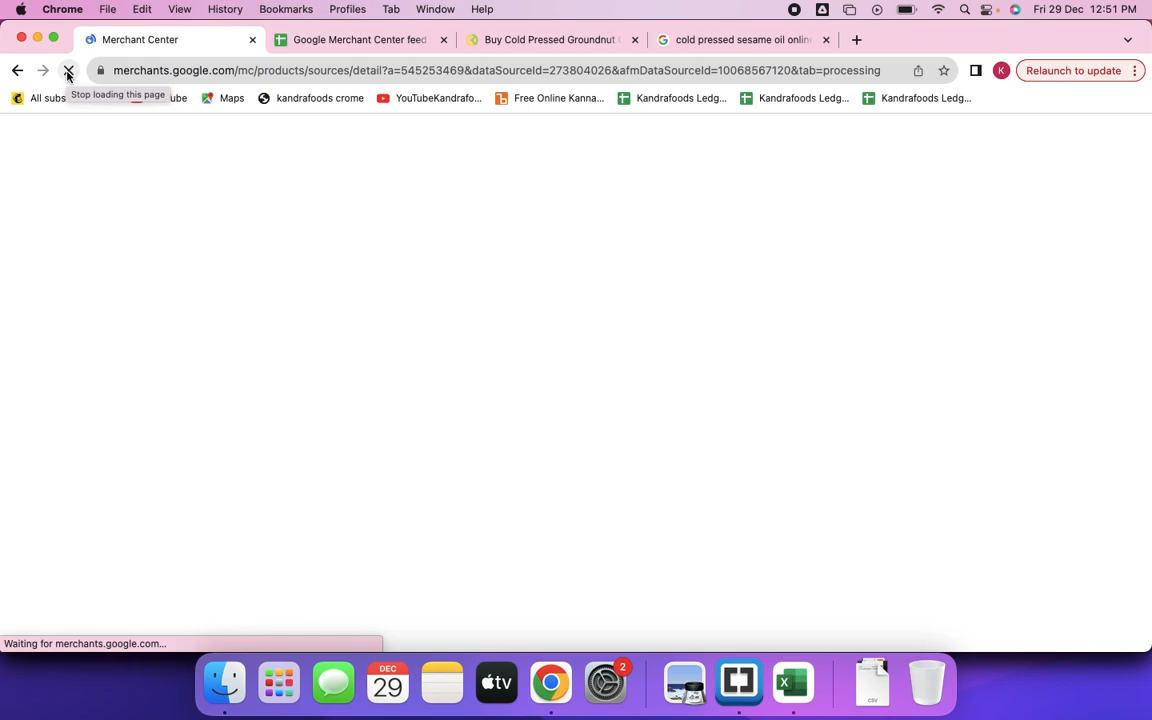 Chrome File Edit View History Bookmarks Profiles Tab Window Help Fri 29 Dec 12:51 PM
Merchant Center Google Merchant Center feed Buy Cold Pressed Groundnut cold pressed sesame oil onlin
merchants.google.com/mc/products/sources/detail?a=545253469&dataSourceId=273804026&afmDataSourceId=10068567120&tab=processing K Relaunch to update
Stop loading this page
All subs Maps kandrafoods crome YouTubeKandrafo... Free Online Kanna... Kandrafoods Ledg... Kandrafoods Ledg... Kandrafoods Ledg...
Waiting for merchants.google.com...
2
DEC
29
tv
CSV